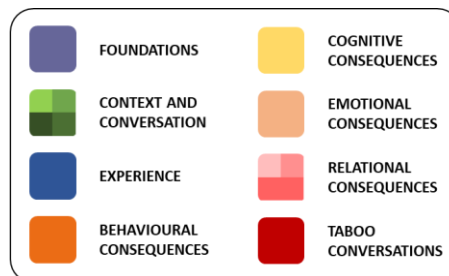 FOUNDATIONS
COGNITIVE
CONSEQUENCES
CONTEXT AND
CONVERSATION
EMOTIONAL
CONSEQUENCES
EXPERIENCE
RELATIONAL
CONSEQUENCES
BEHAVIOURAL
CONSEQUENCES
TABOO
CONVERSATIONS